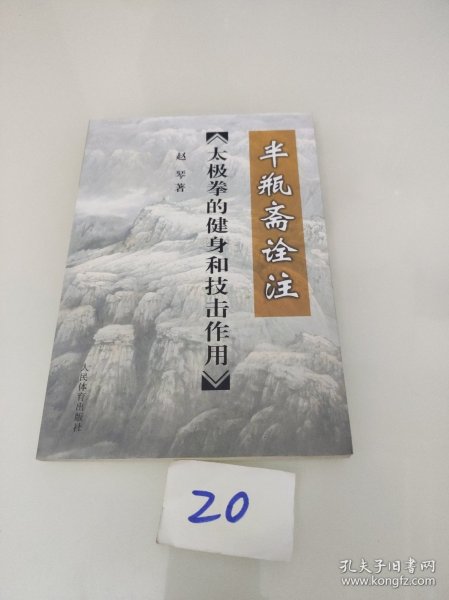 半瓶斋诠注
《太极拳的健身和技击作用》
赵琴著
人民体育出版社
20
孔夫子旧书网
www.kongfz.com